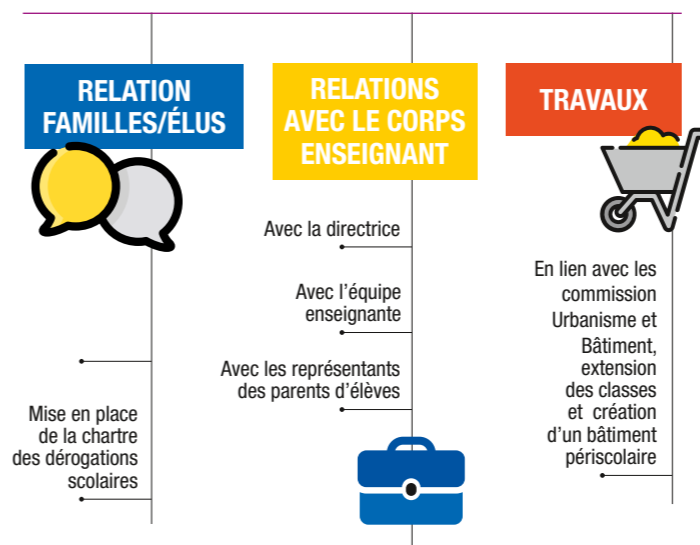 RELATION
FAMILLES/ÉLUS
Mise en place
de la chartre
des dérogations
scolaires
RELATIONS
AVEC LE CORPS
ENSEIGNANT
Avec la directrice
Avec l'équipe
enseignante
Avec les représentants
des parents d'élèves
TRAVAUX
En lien avec les
commission
Urbanisme et
Bâtiment,
extension
des classes
et création
d'un bâtiment
périscolaire